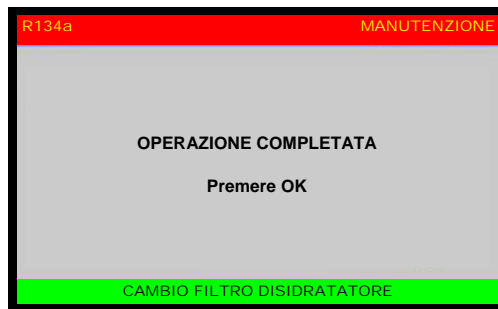 R134a MANUTENZIONE
OPERAZIONE COMPLETATA
Premere OK
CAMBIO FILTRO DISIDRATATORE